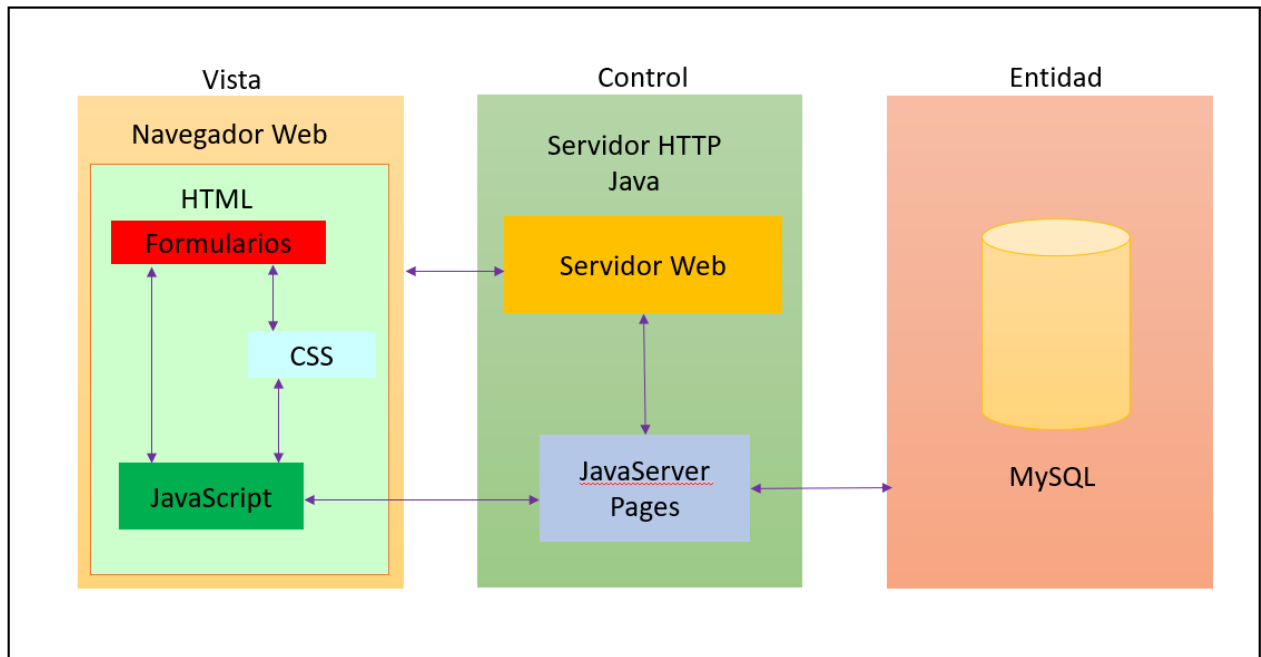 Vista
Navegador Web
HTML
Formularios
CSS
JavaScript
Control
Servidor HTTP
Java
Servidor Web
JavaServer
Pages
Entidad
MySQL